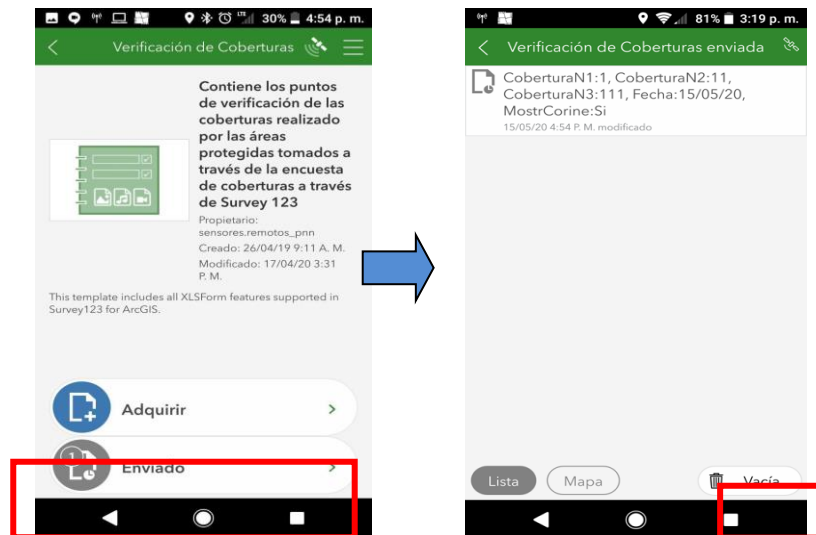 30% 4:54 p. m.
Verificación de Coberturas
Contiene los puntos
de verificación de las
coberturas realizado
por las áreas
protegidas tomados a
través de la encuesta
de coberturas a través
de Survey 123
Propietario:
sensores.remotos_pnn
Creado: 26/04/19 9:11 A. M.
Modificado: 17/04/20 3:31
P. M.
This template includes all XLSForm features supported in
Survey123 for ArcGIS.
Adquirir
1
Enviado
81% 3:19 p. m.
Verificación de Coberturas enviada
CoberturaN1:1, CoberturaN2:11,
CoberturaN3:111, Fecha:15/05/20,
MostrCorine:Si
15/05/20 4:54 P. M. modificado
Lista
Mapa
Vacía